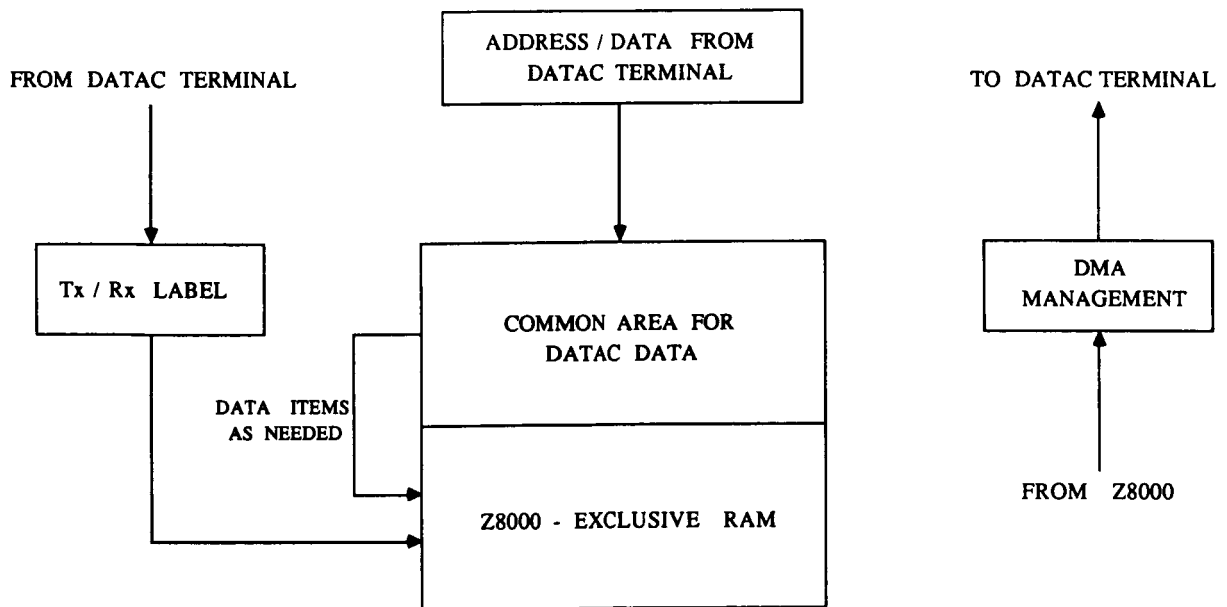 ADDRESS / DATA FROM
DATAC TERMINAL
FROM DATAC TERMINAL
TO DATAC TERMINAL
Tx / Rx LABEL
COMMON AREA FOR
DATAC DATA
DMA
MANAGEMENT
DATA ITEMS
AS NEEDED
Z8000 - EXCLUSIVE RAM
FROM Z8000